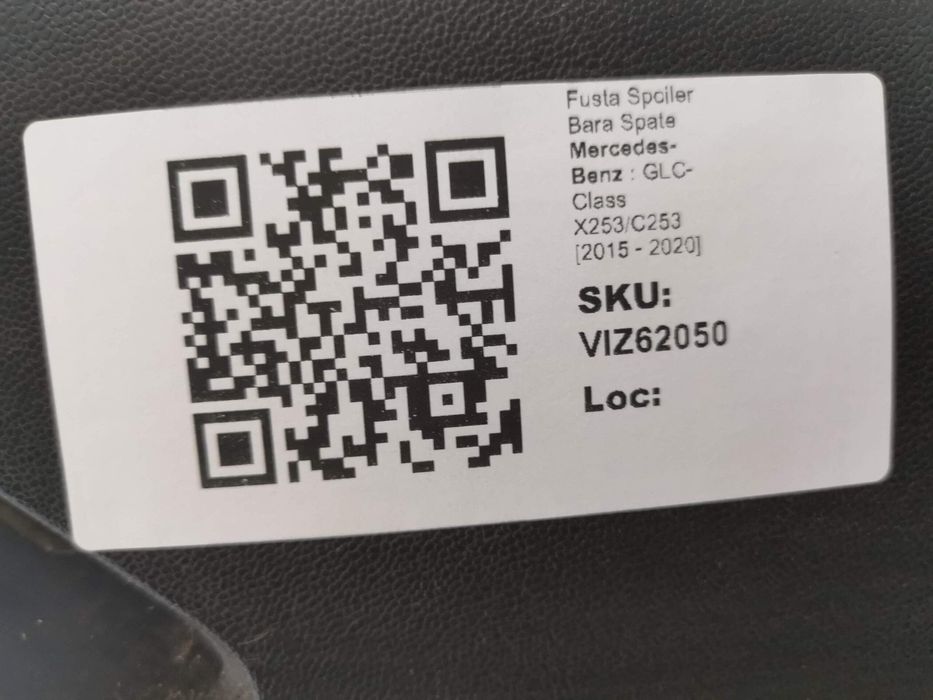 Fusta Spoiler
Bara Spate
Mercedes-
Benz : GLC-
Class
X253/C253
[2015 - 2020]
SKU:
VIZ62050
Loc: